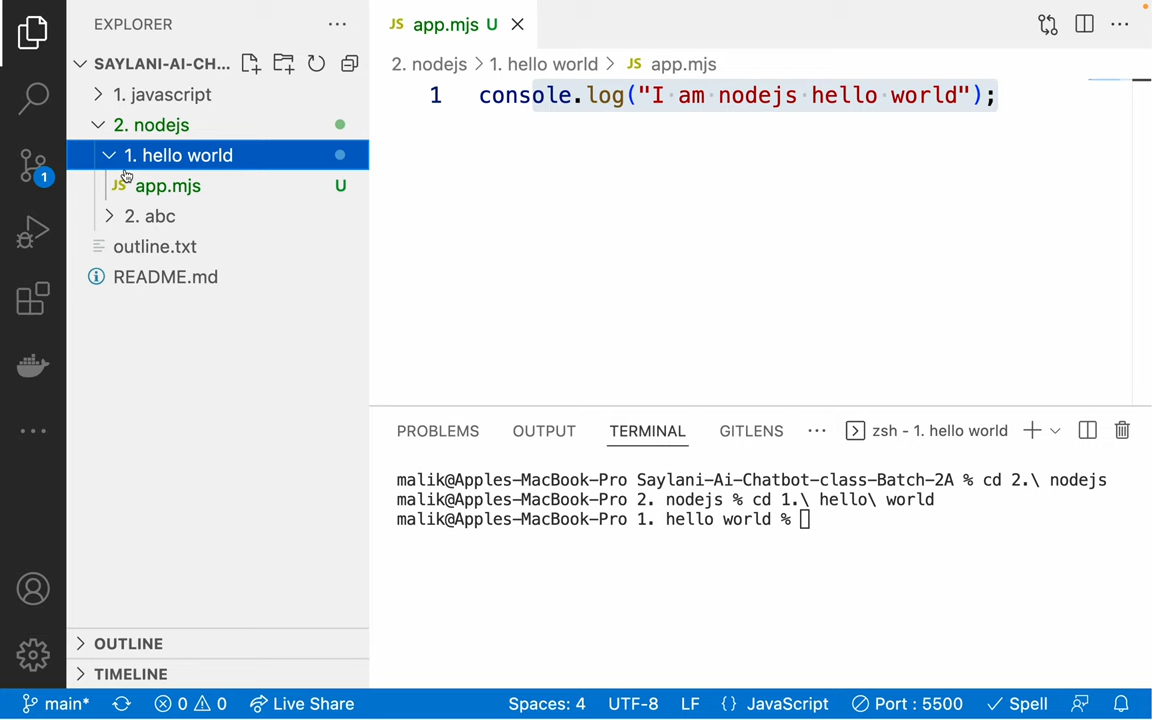 EXPLORER
SAYLANI-AI-CH...
1. javascript
2. nodejs
1. hello world
JS app.mjs U
2. abc
outline.txt
README.md
OUTLINE
TIMELINE
1
JS app.mjs U
2. nodejs > 1. hello world > JS app.mjs
1 console.log("I am nodejs hello world");
PROBLEMS OUTPUT TERMINAL GITLENS zsh - 1. hello world
malik@Apples-MacBook-Pro Saylani-Ai-Chatbot-class-Batch-2A % cd 2.\ nodejs
malik@Apples-MacBook-Pro 2. nodejs % cd 1.\ hello\ world
malik@Apples-MacBook-Pro 1. hello world %
main* 0 0 Live Share Spaces: 4 UTF-8 LF {} JavaScript Port : 5500 Spell